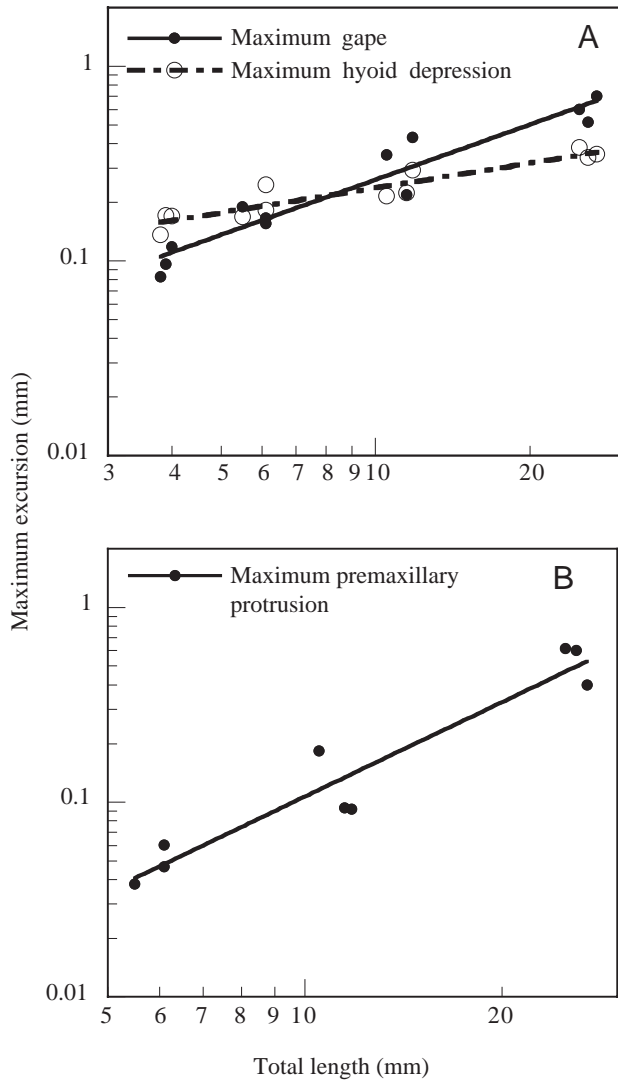 A
Maximum gape
Maximum hyoid depression
1
0.1
0.01
3 4 5 6 7 8 9 10 20
Maximum excursion (mm)
B
Maximum premaxillary
protrusion
1
0.1
0.01
5 6 7 8 9 10 20
Total length (mm)